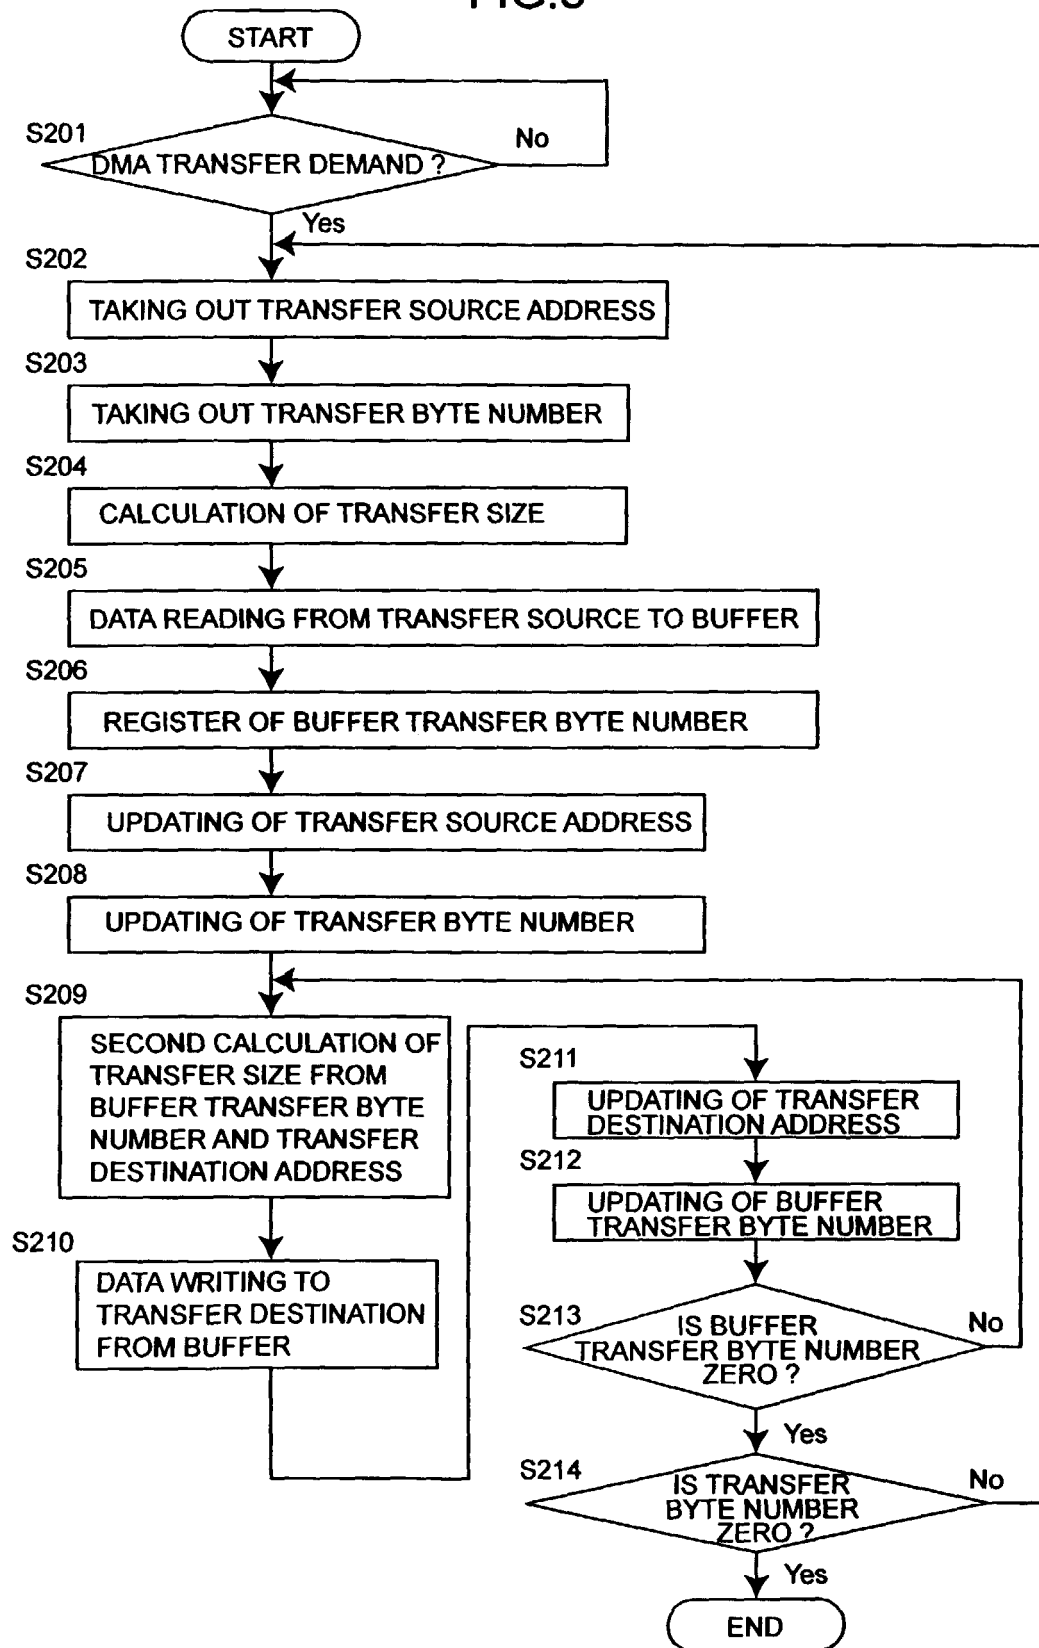 START
S201
DMA TRANSFER DEMAND ?
No
Yes
S202
TAKING OUT TRANSFER SOURCE ADDRESS
S203
TAKING OUT TRANSFER BYTE NUMBER
S204
CALCULATION OF TRANSFER SIZE
S205
DATA READING FROM TRANSFER SOURCE TO BUFFER
S206
REGISTER OF BUFFER TRANSFER BYTE NUMBER
S207
UPDATING OF TRANSFER SOURCE ADDRESS
S208
UPDATING OF TRANSFER BYTE NUMBER
S209
SECOND CALCULATION OF
TRANSFER SIZE FROM
BUFFER TRANSFER BYTE
NUMBER AND TRANSFER
DESTINATION ADDRESS
S210
DATA WRITING TO
TRANSFER DESTINATION
FROM BUFFER
S211
UPDATING OF TRANSFER
DESTINATION ADDRESS
S212
UPDATING OF BUFFER
TRANSFER BYTE NUMBER
S213
IS BUFFER
TRANSFER BYTE NUMBER
ZERO ?
No
Yes
S214
IS TRANSFER
BYTE NUMBER
ZERO ?
No
Yes
END